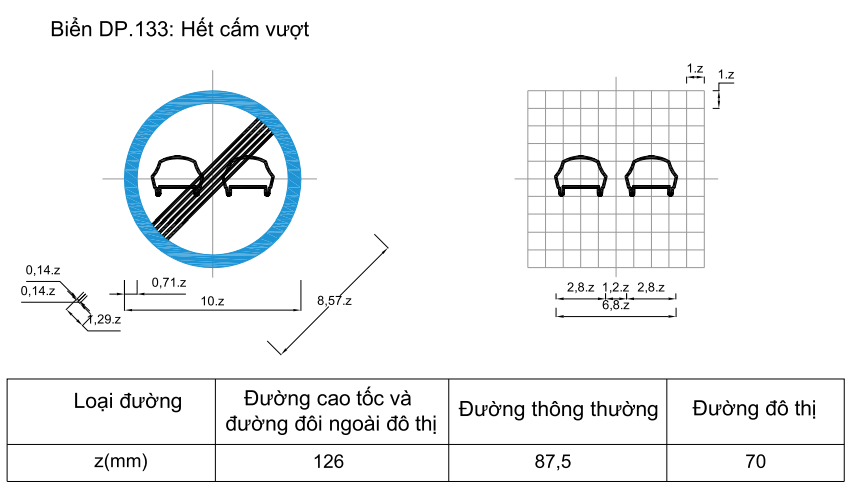 Biển DP.133: Hết cấm vượt
1.z
1.z
0,14.z
0,14.z
1,29.z
0,71.z
10.z
8,57.z
2,8.z 1,2.z 2,8.z
6,8.z
Loại đường
Đường cao tốc và
đường đôi ngoài đô thị
Đường thông thường
Đường đô thị
z(mm) 126 87,5 70